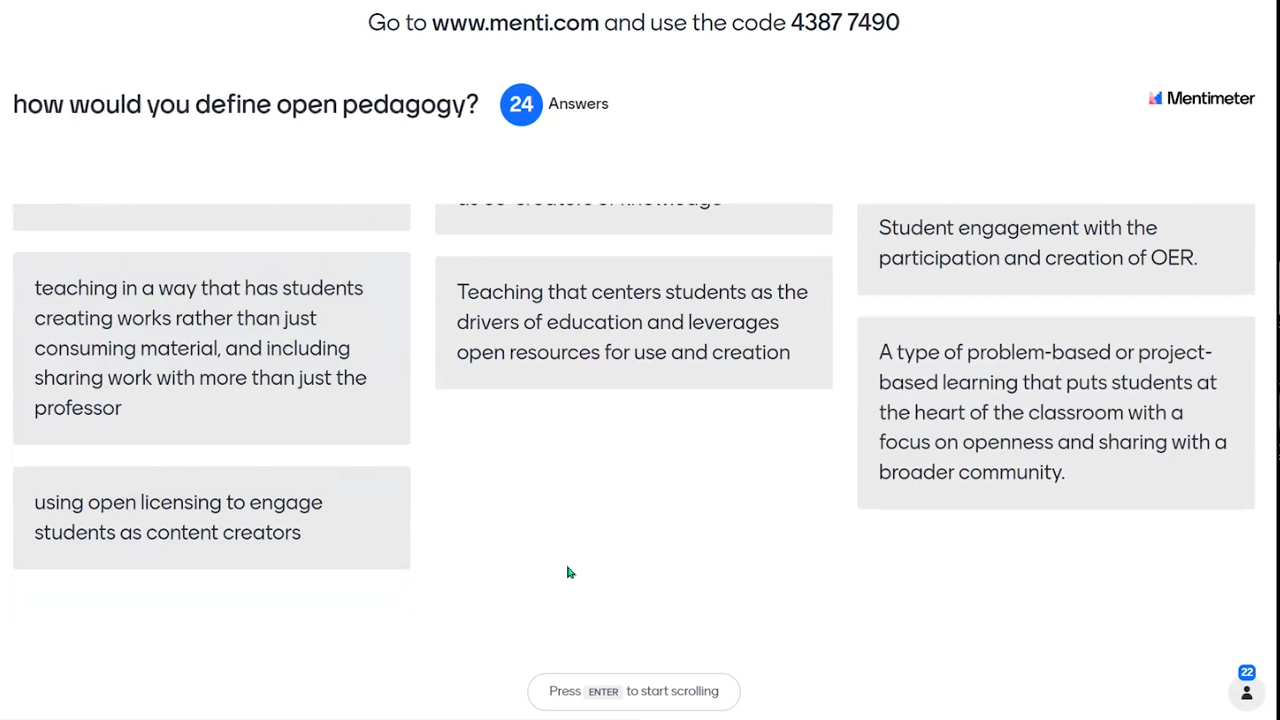 Go to www.menti.com and use the code 4387 7490
how would you define open pedagogy?
24 Answers
Mentimeter
teaching in a way that has students
creating works rather than just
consuming material, and including
sharing work with more than just the
professor
using open licensing to engage
students as content creators
as co-creators of knowledge
Teaching that centers students as the
drivers of education and leverages
open resources for use and creation
Student engagement with the
participation and creation of OER.
A type of problem-based or project-
based learning that puts students at
the heart of the classroom with a
focus on openness and sharing with a
broader community.
Press ENTER to start scrolling
22